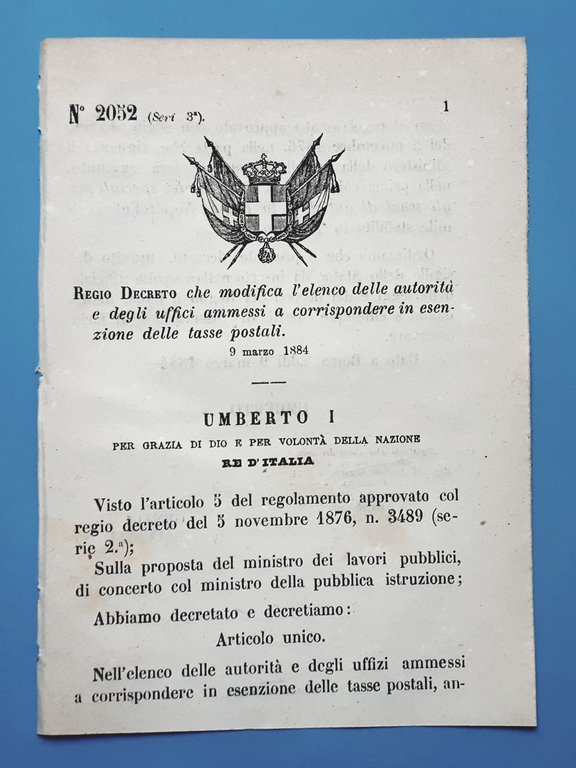 N° 2052 (Seri 3ª). 1
REGIO DECRETO che modifica l'elenco delle autorità
e degli uffici ammessi a corrispondere in esen-
zione delle tasse postali.
9 marzo 1884
UMBERTO I
PER GRAZIA DI DIO E PER VOLONTÀ DELLA NAZIONE
RE D'ITALIA
Visto l'articolo 5 del regolamento approvato col
regio decreto del 5 novembre 1876, n. 3489 (se-
rie 2.ª);
Sulla proposta del ministro dei lavori pubblici,
di concerto col ministro della pubblica istruzione;
Abbiamo decretato e decretiamo:
Articolo unico.
Nell'elenco delle autorità e degli uffizi ammessi
a corrispondere in esenzione delle tasse postali, an-